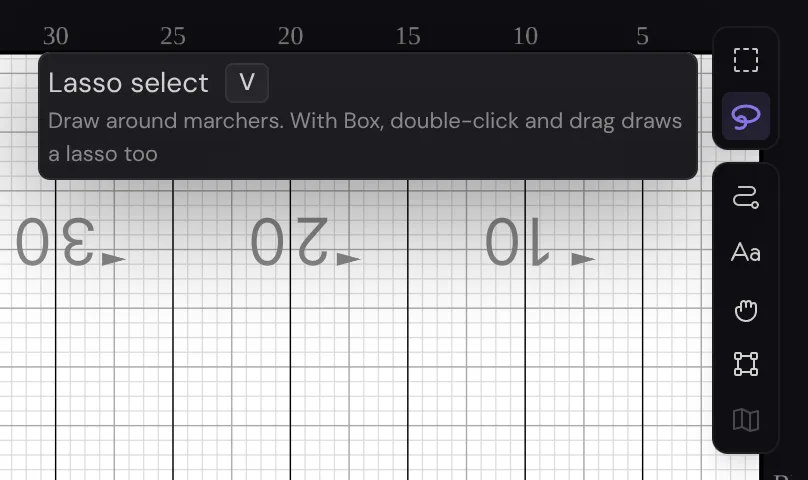 30 25 20 15 10 5
Lasso select V
Draw around marchers. With Box, double-click and drag draws
a lasso too
30 20 10
Aa